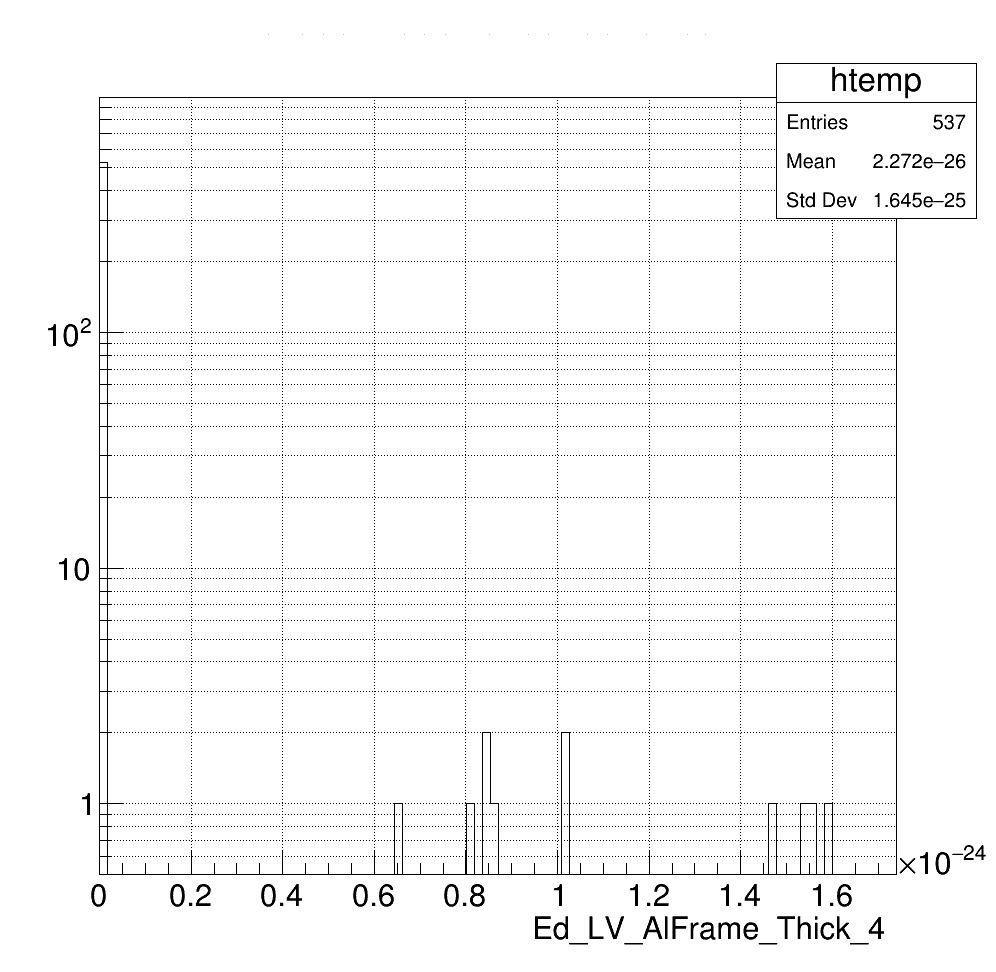 htemp
Entries 537
Mean 2.272e−26
Std Dev 1.645e−25
10²
10
1
0 0.2 0.4 0.6 0.8 1 1.2 1.4 1.6
×10⁻²⁴
Ed_LV_AlFrame_Thick_4